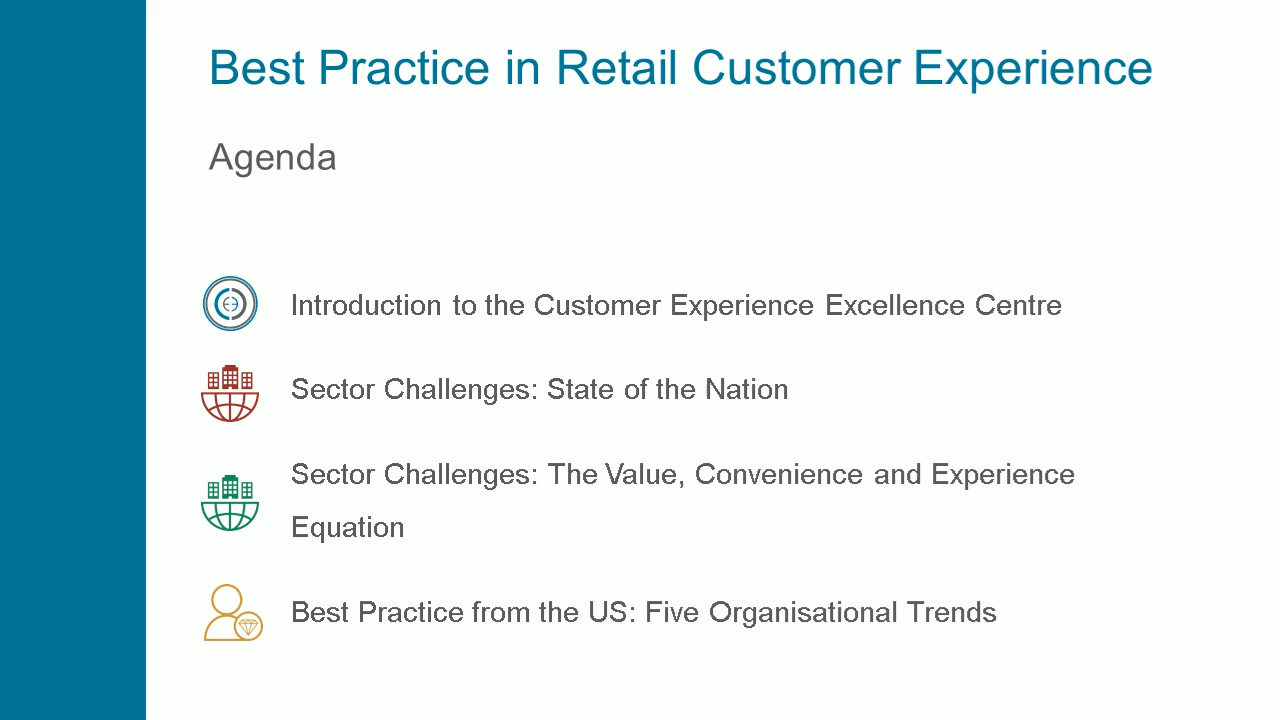 Best Practice in Retail Customer Experience
Agenda
Introduction to the Customer Experience Excellence Centre
Sector Challenges: State of the Nation
Sector Challenges: The Value, Convenience and Experience
Equation
Best Practice from the US: Five Organisational Trends